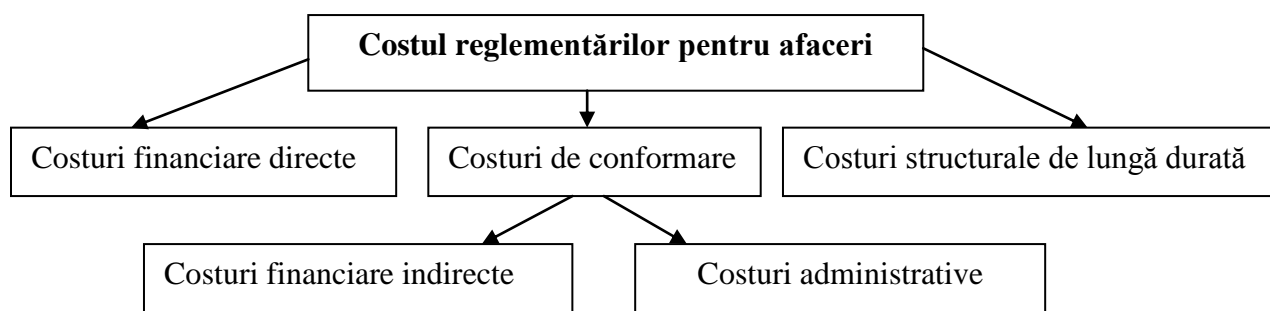 Costul reglementărilor pentru afaceri
Costuri financiare directe
Costuri de conformare
Costuri structurale de lungă durată
Costuri financiare indirecte
Costuri administrative